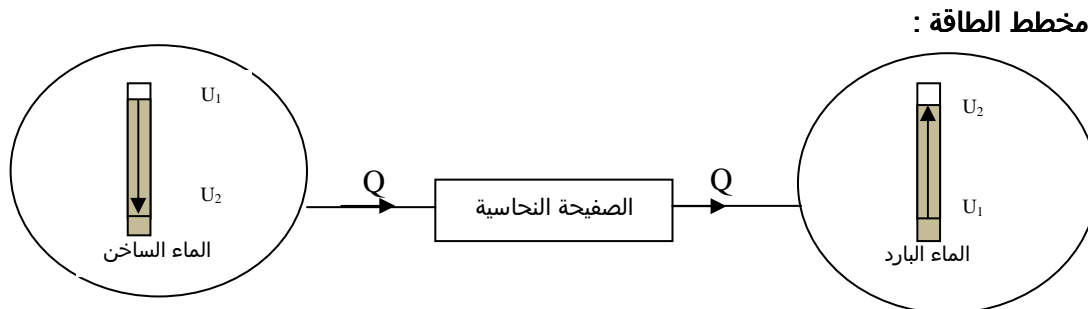 مخطط الطاقة :
U₁
U₂
الماء الساخن
Q
الصفيحة النحاسية
Q
U₂
U₁
الماء البارد